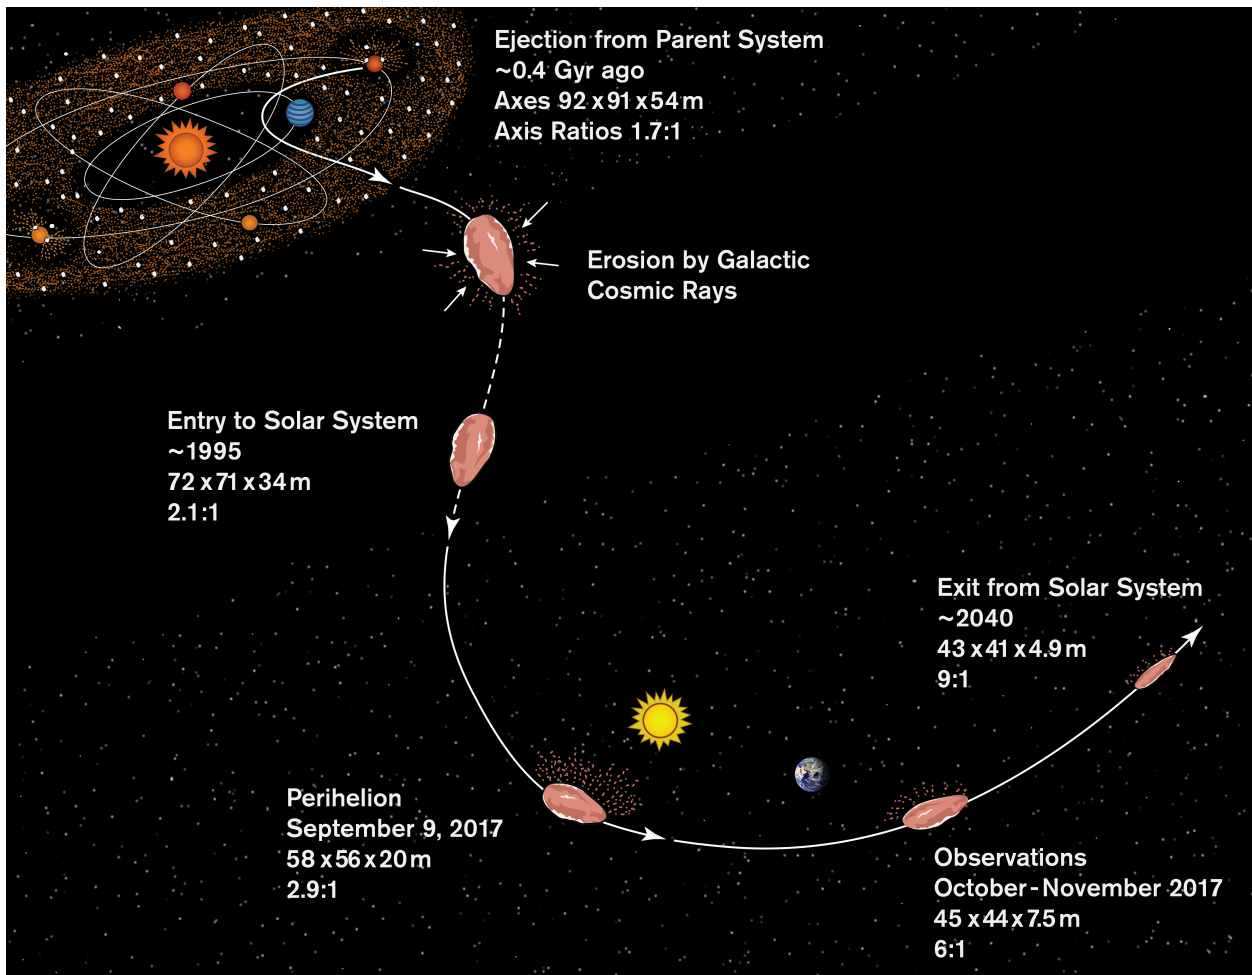 Ejection from Parent System
~0.4 Gyr ago
Axes 92 x 91 x 54 m
Axis Ratios 1.7:1
Erosion by Galactic
Cosmic Rays
Entry to Solar System
~1995
72 x 71 x 34 m
2.1:1
Exit from Solar System
~2040
43 x 41 x 4.9 m
9:1
Perihelion
September 9, 2017
58 x 56 x 20 m
2.9:1
Observations
October-November 2017
45 x 44 x 7.5 m
6:1